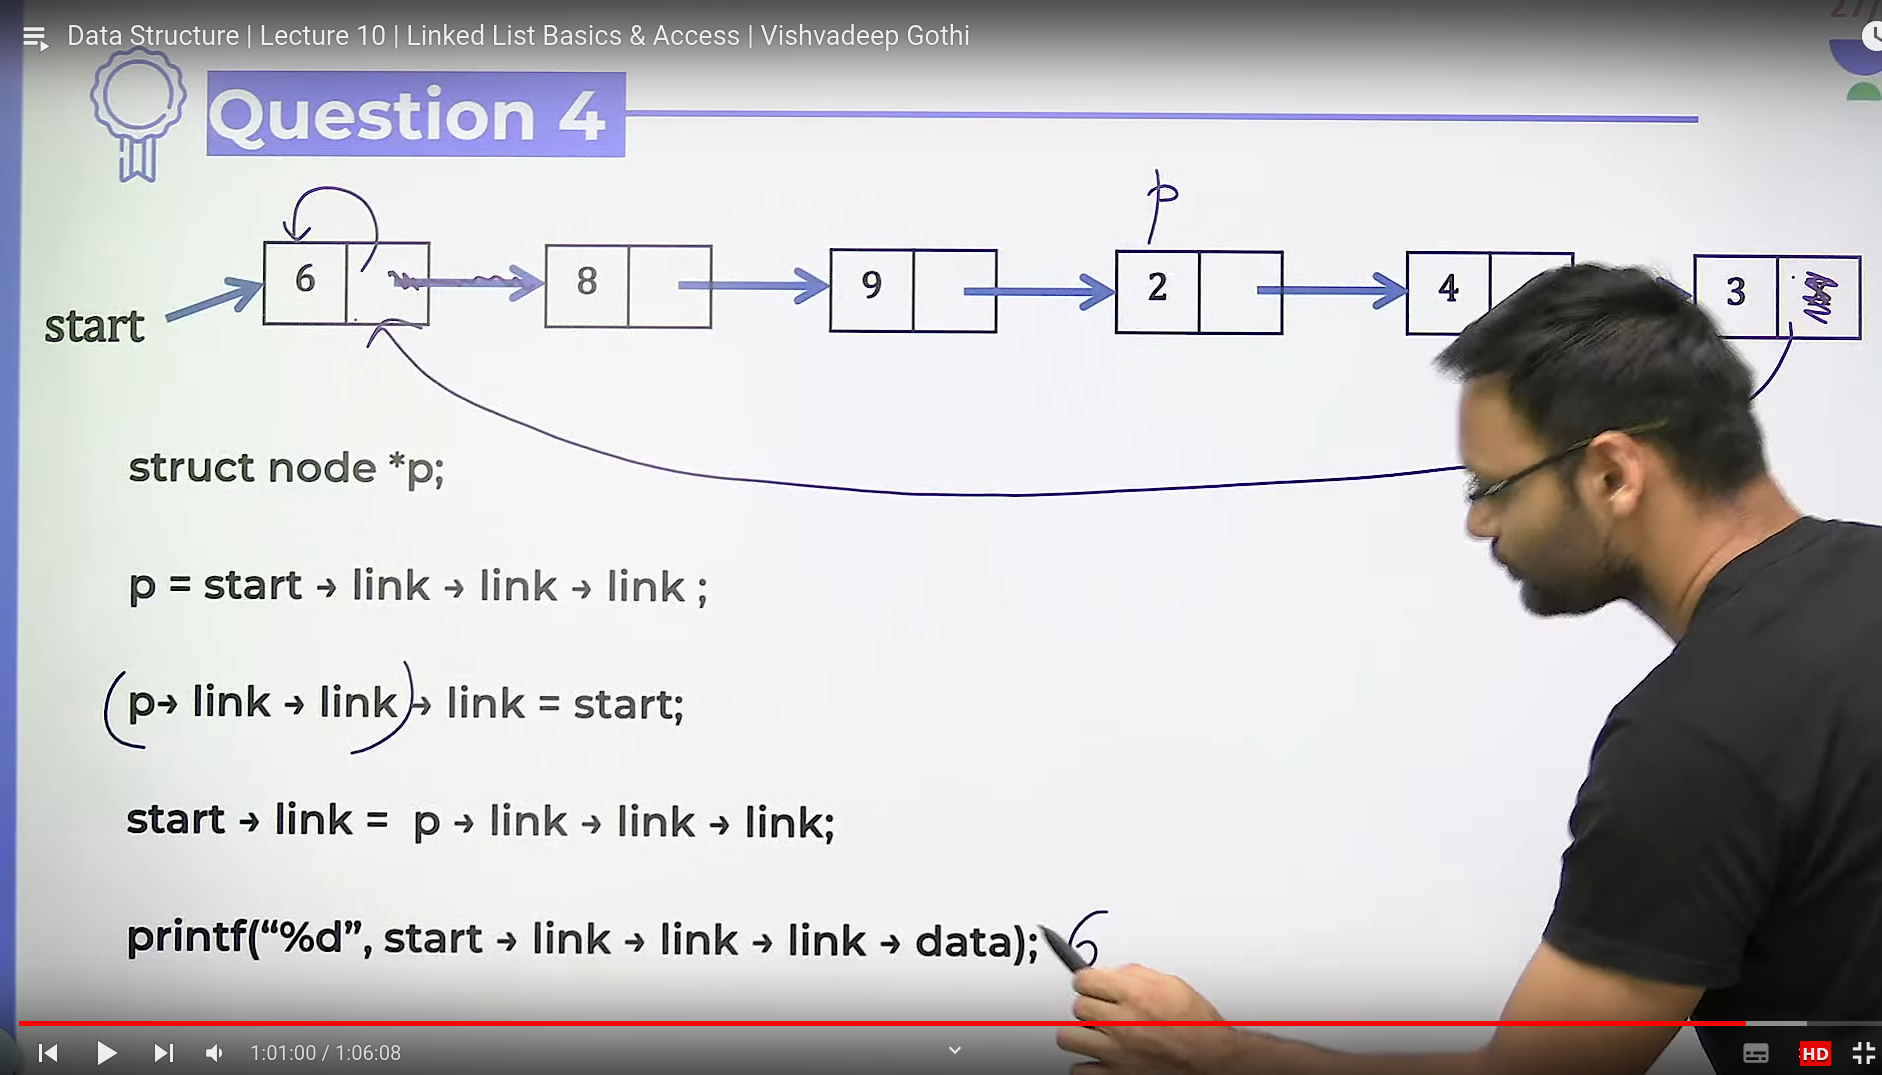 Data Structure | Lecture 10 | Linked List Basics & Access | Vishvadeep Gothi
Question 4
p
6 8 9 2 4 3
start
struct node *p;
p = start → link → link → link ;
(p→ link → link)→ link = start;
start → link = p → link → link → link;
printf(“%d”, start → link → link → link → data); 6
1:01:00 / 1:06:08
HD